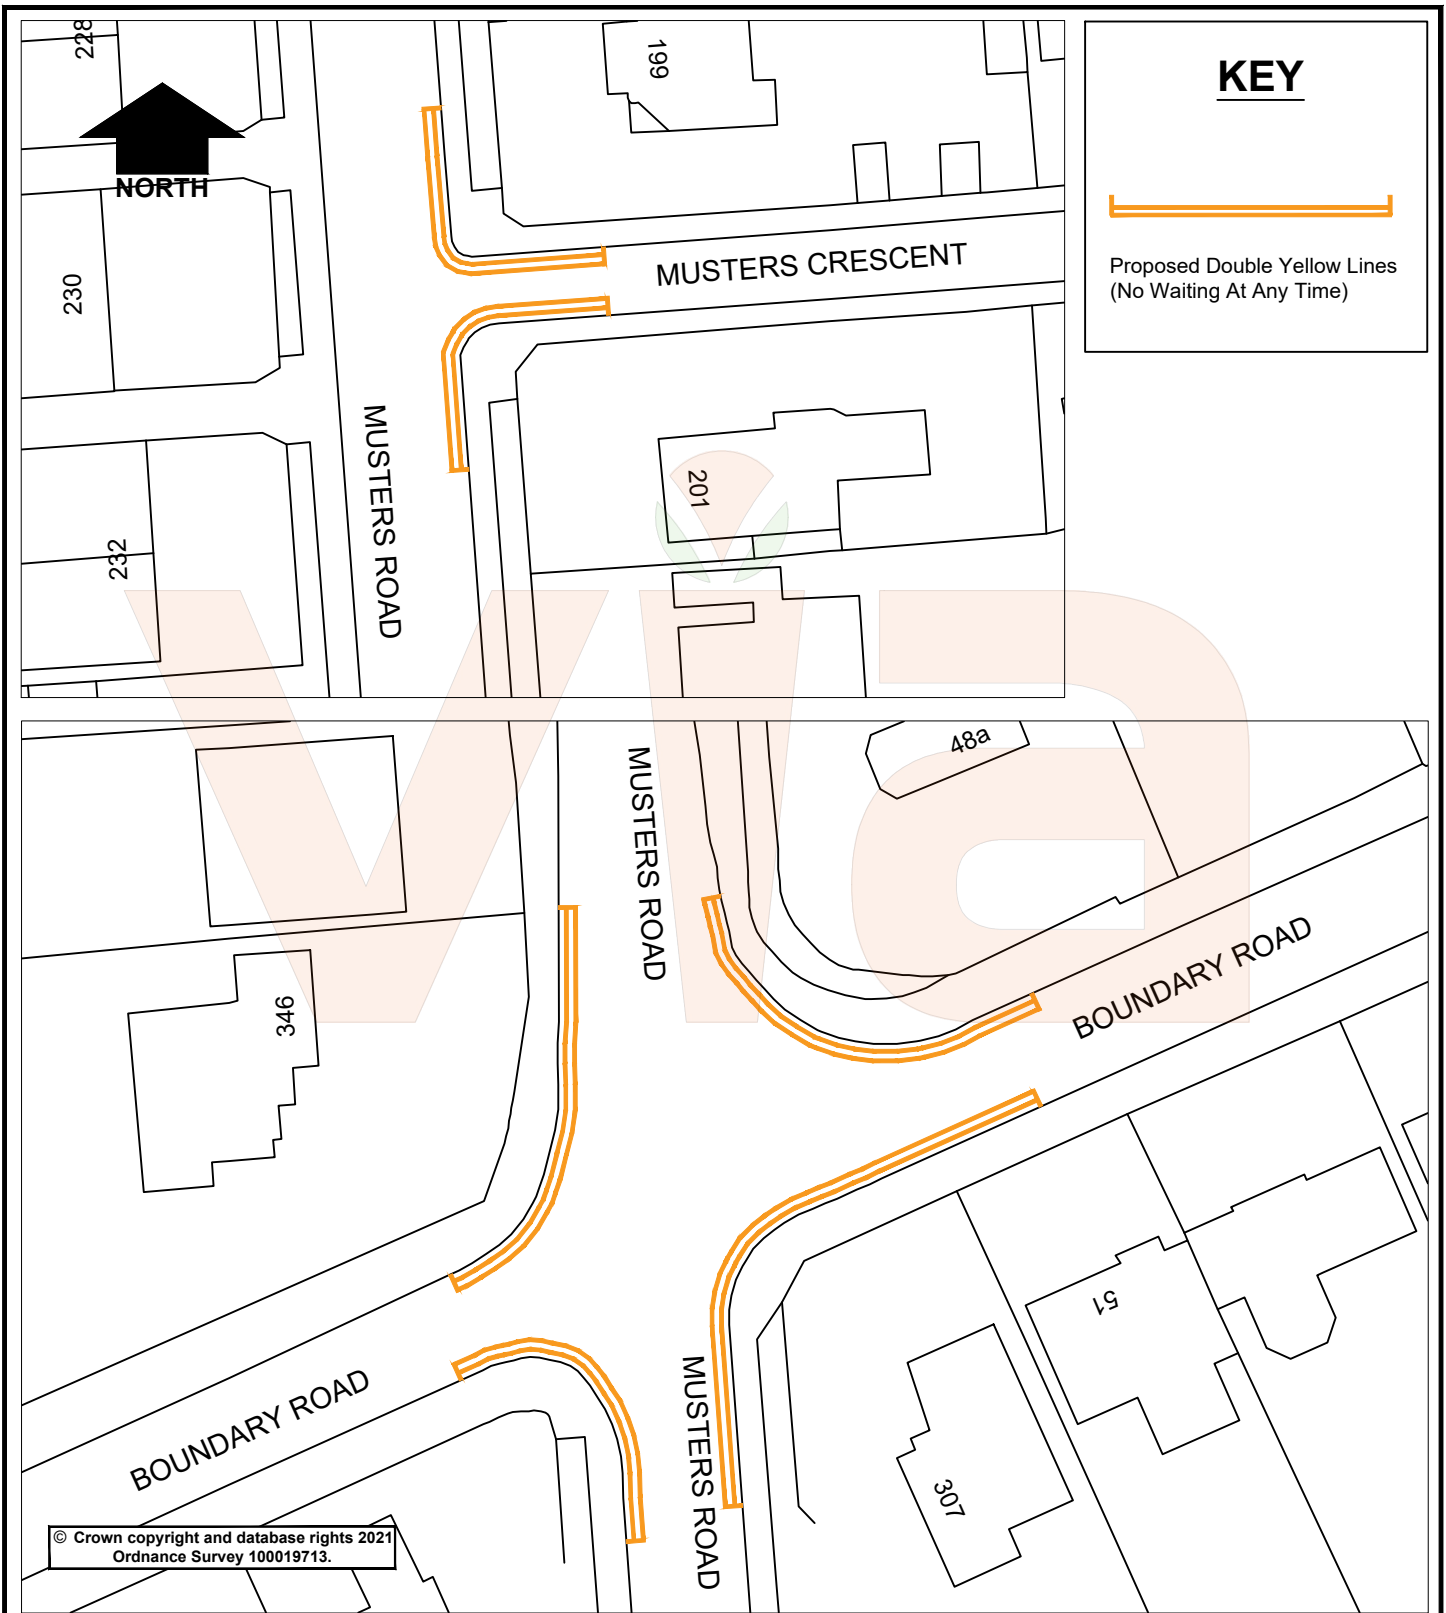 228
199
KEY
NORTH
MUSTERS CRESCENT
Proposed Double Yellow Lines
(No Waiting At Any Time)
230
MUSTERS ROAD
201
232
via
MUSTERS ROAD
48a
BOUNDARY ROAD
346
51
BOUNDARY ROAD
MUSTERS ROAD
307
© Crown copyright and database rights 2021
Ordnance Survey 100019713.